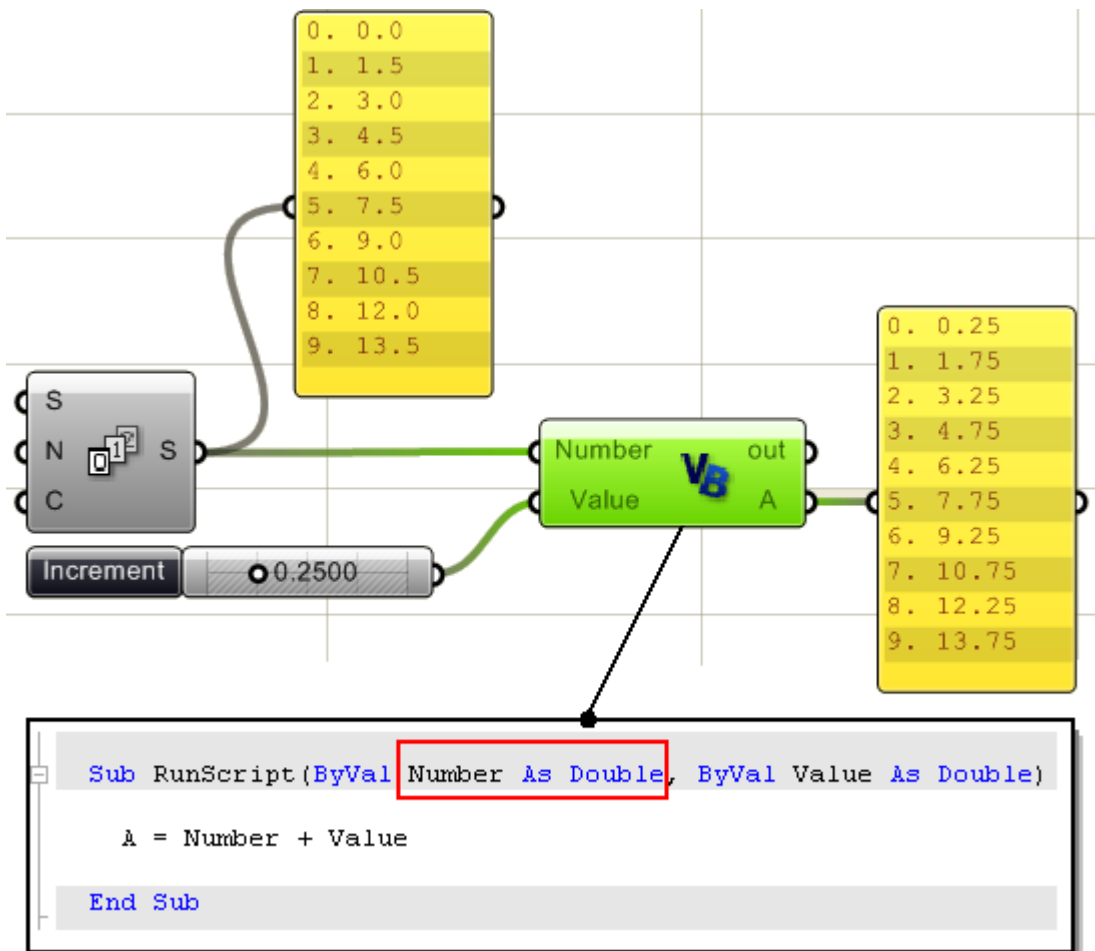 0. 0.0
1. 1.5
2. 3.0
3. 4.5
4. 6.0
5. 7.5
6. 9.0
7. 10.5
8. 12.0
9. 13.5
S
N
C
S
Number
Value
out
A
VB
Increment
0.2500
0. 0.25
1. 1.75
2. 3.25
3. 4.75
4. 6.25
5. 7.75
6. 9.25
7. 10.75
8. 12.25
9. 13.75
Sub RunScript(ByVal Number As Double, ByVal Value As Double)
A = Number + Value
End Sub